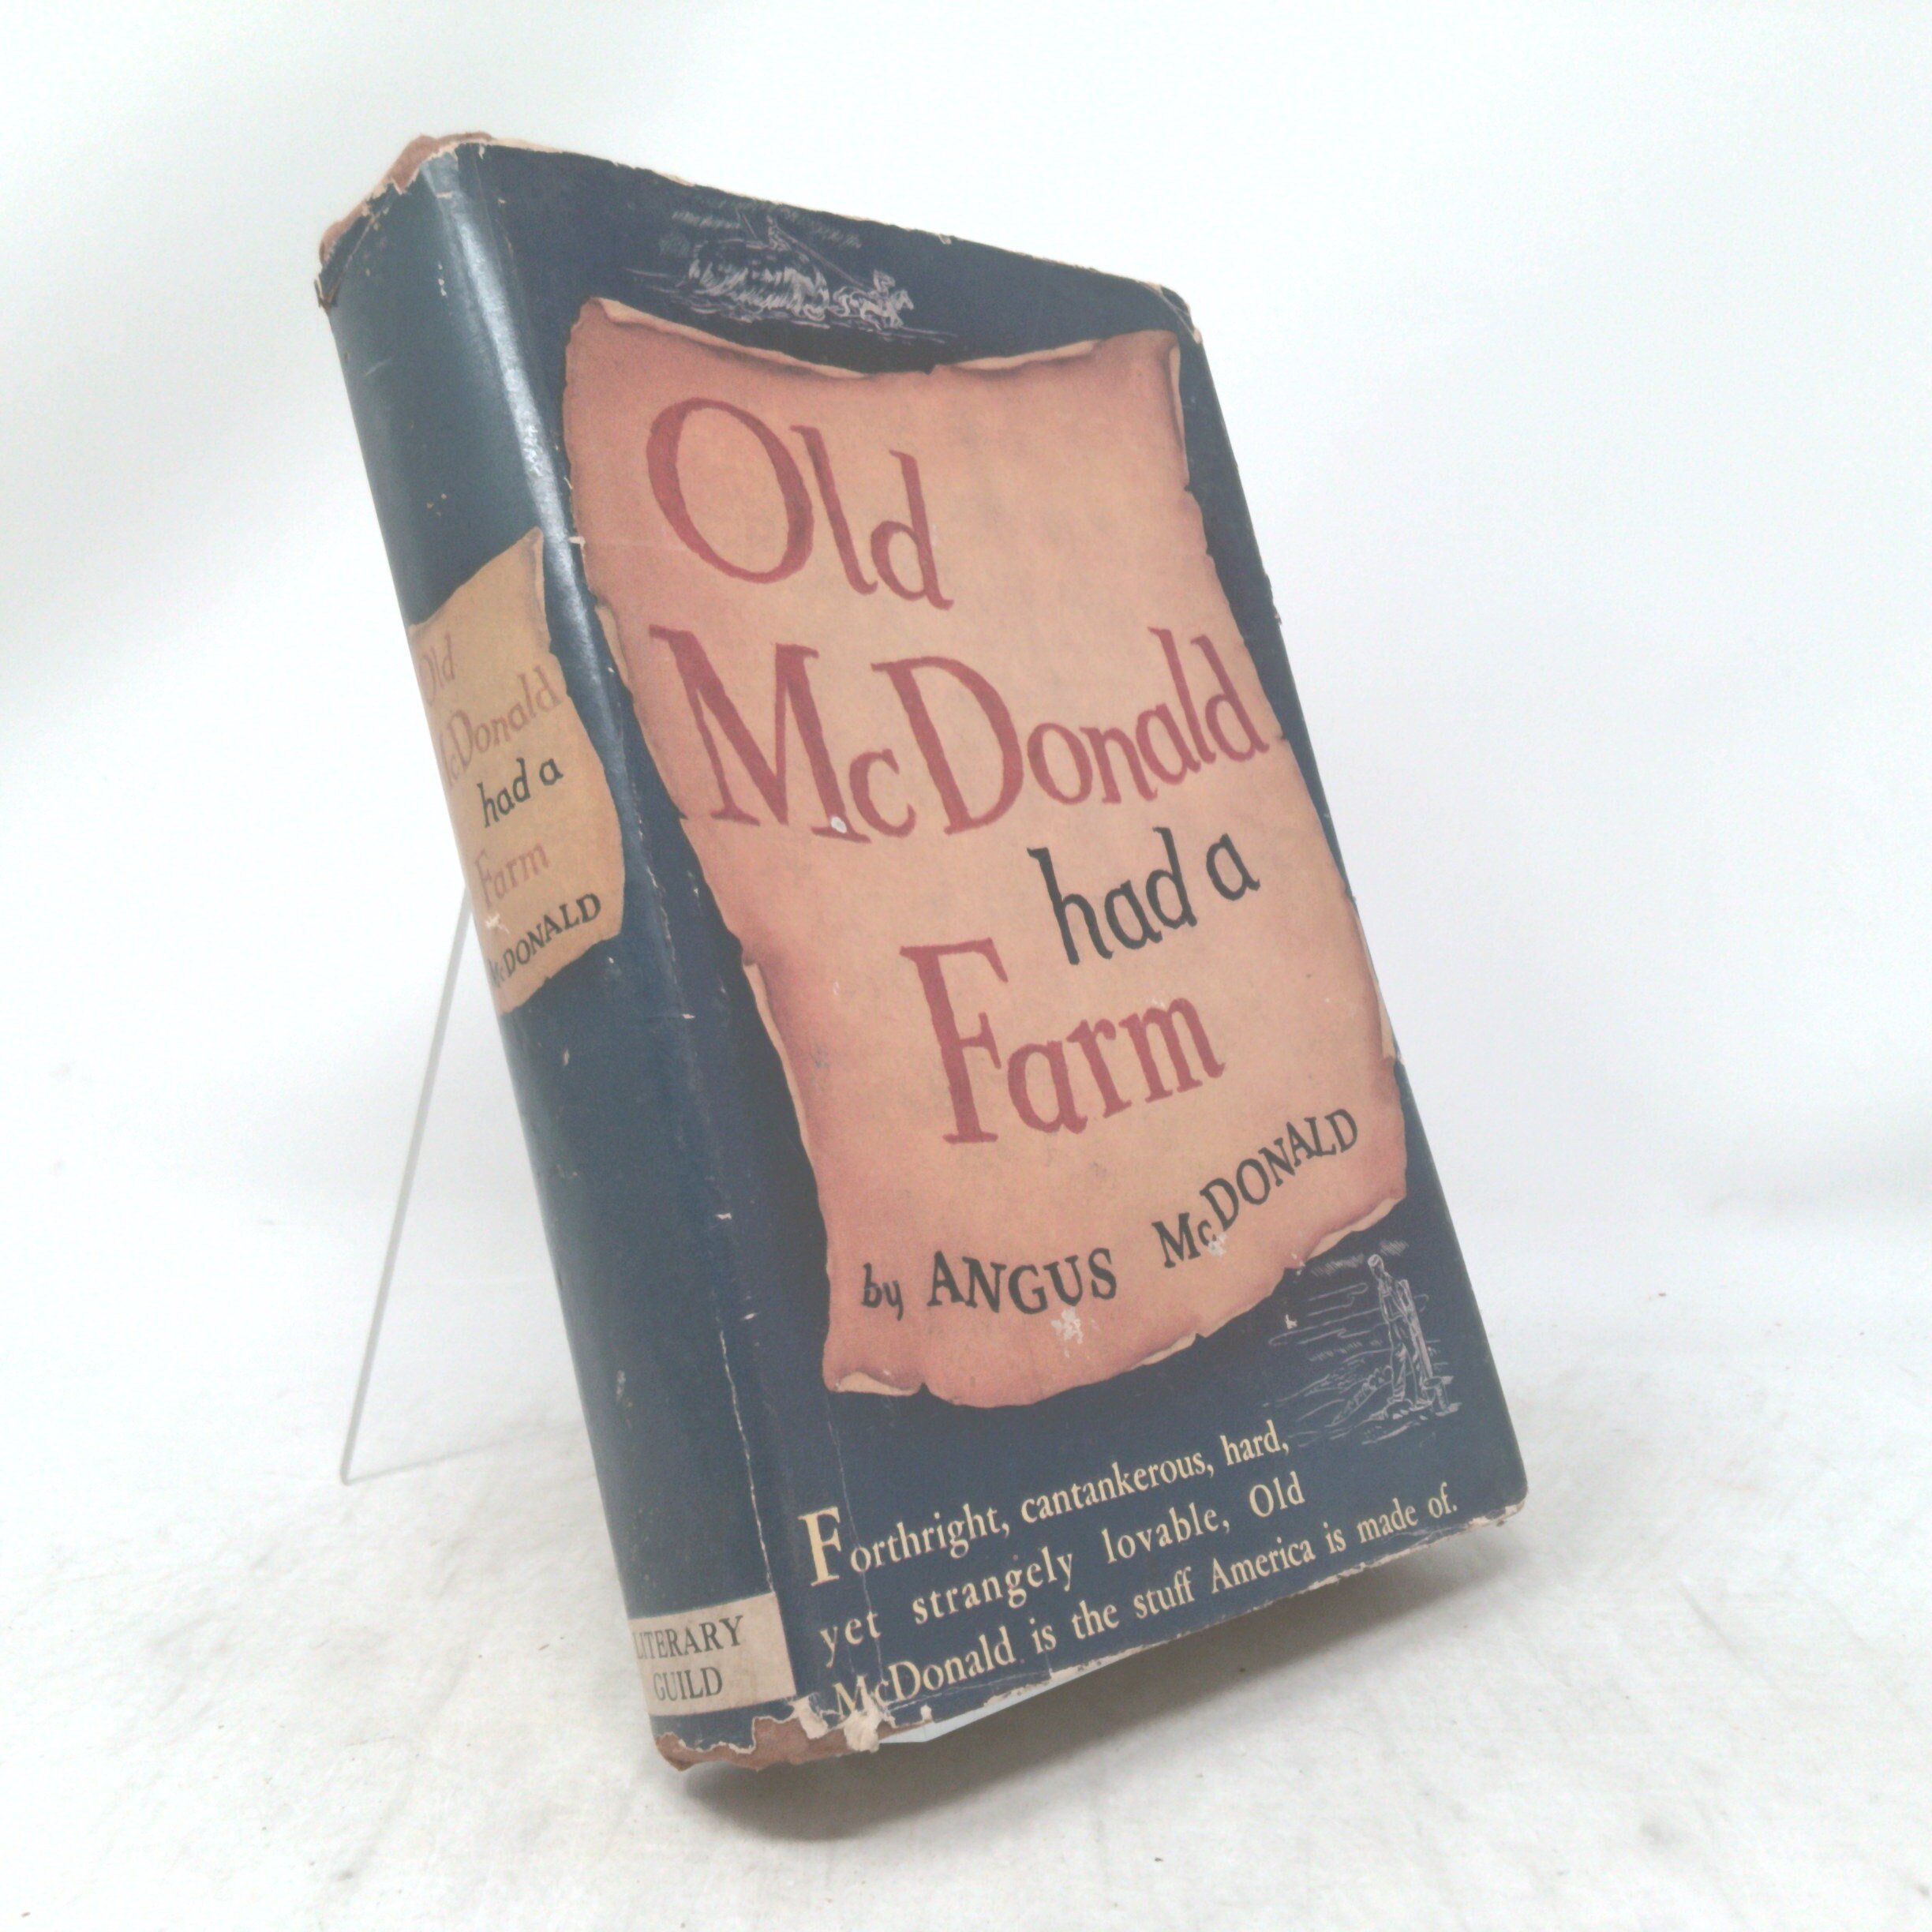 Old
McDonald
had a
Farm
by ANGUS McDONALD
Forthright, cantankerous, hard,
yet strangely lovable, Old
McDonald is the stuff America is made of.
Old
McDonald
had a
Farm
McDONALD
LITERARY
GUILD